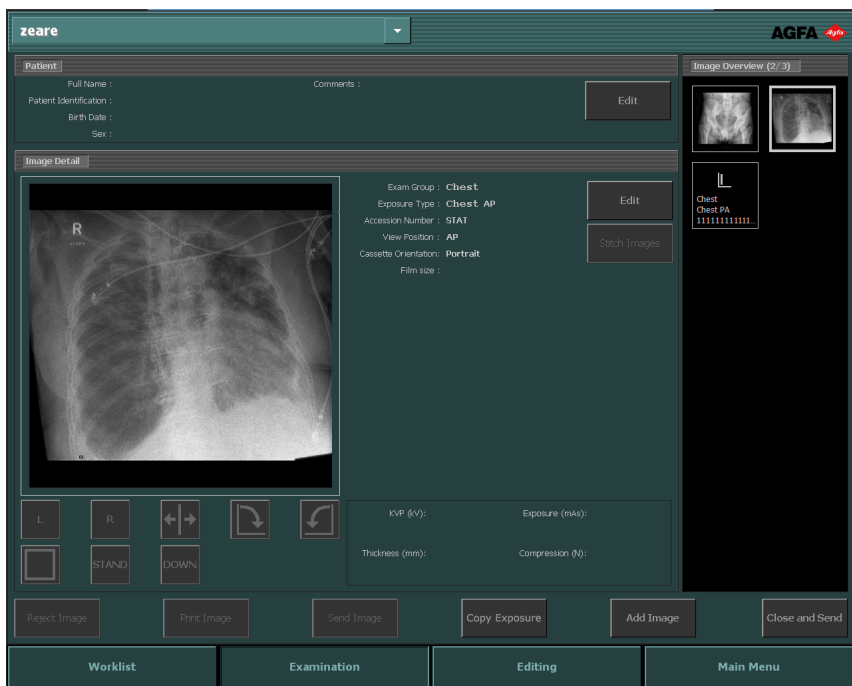 zeare
AGFA Agfa
Patient
Full Name :
Patient Identification :
Birth Date :
Sex :
Comments :
Edit
Image Overview (2/3)
Chest
Chest PA
Image Detail
R
Exam Group : Chest
Exposure Type : Chest AP
Accession Number : STAT
View Position : AP
Cassette Orientation: Portrait
Film size :
Edit
Stitch Images
L
R
STAND
DOWN
KVP (kV):
Exposure (mAs):
Thickness (mm):
Compression (N):
Reject Image
Print Image
Send Image
Copy Exposure
Add Image
Close and Send
Worklist
Examination
Editing
Main Menu